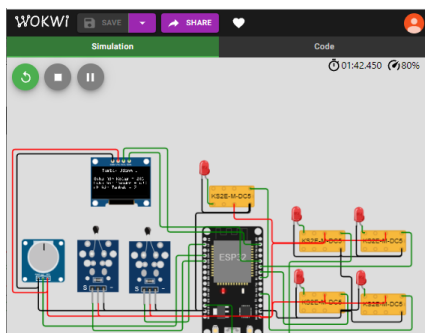 WOKWi
SAVE
SHARE
Simulation
Code
01:42.450
80%
KS2E-M-DC5
KS2E-M-DC5
KS2E-M-DC5
KS2E-M-DC5
KS2E-M-DC5
ESP32
S
-
S
-